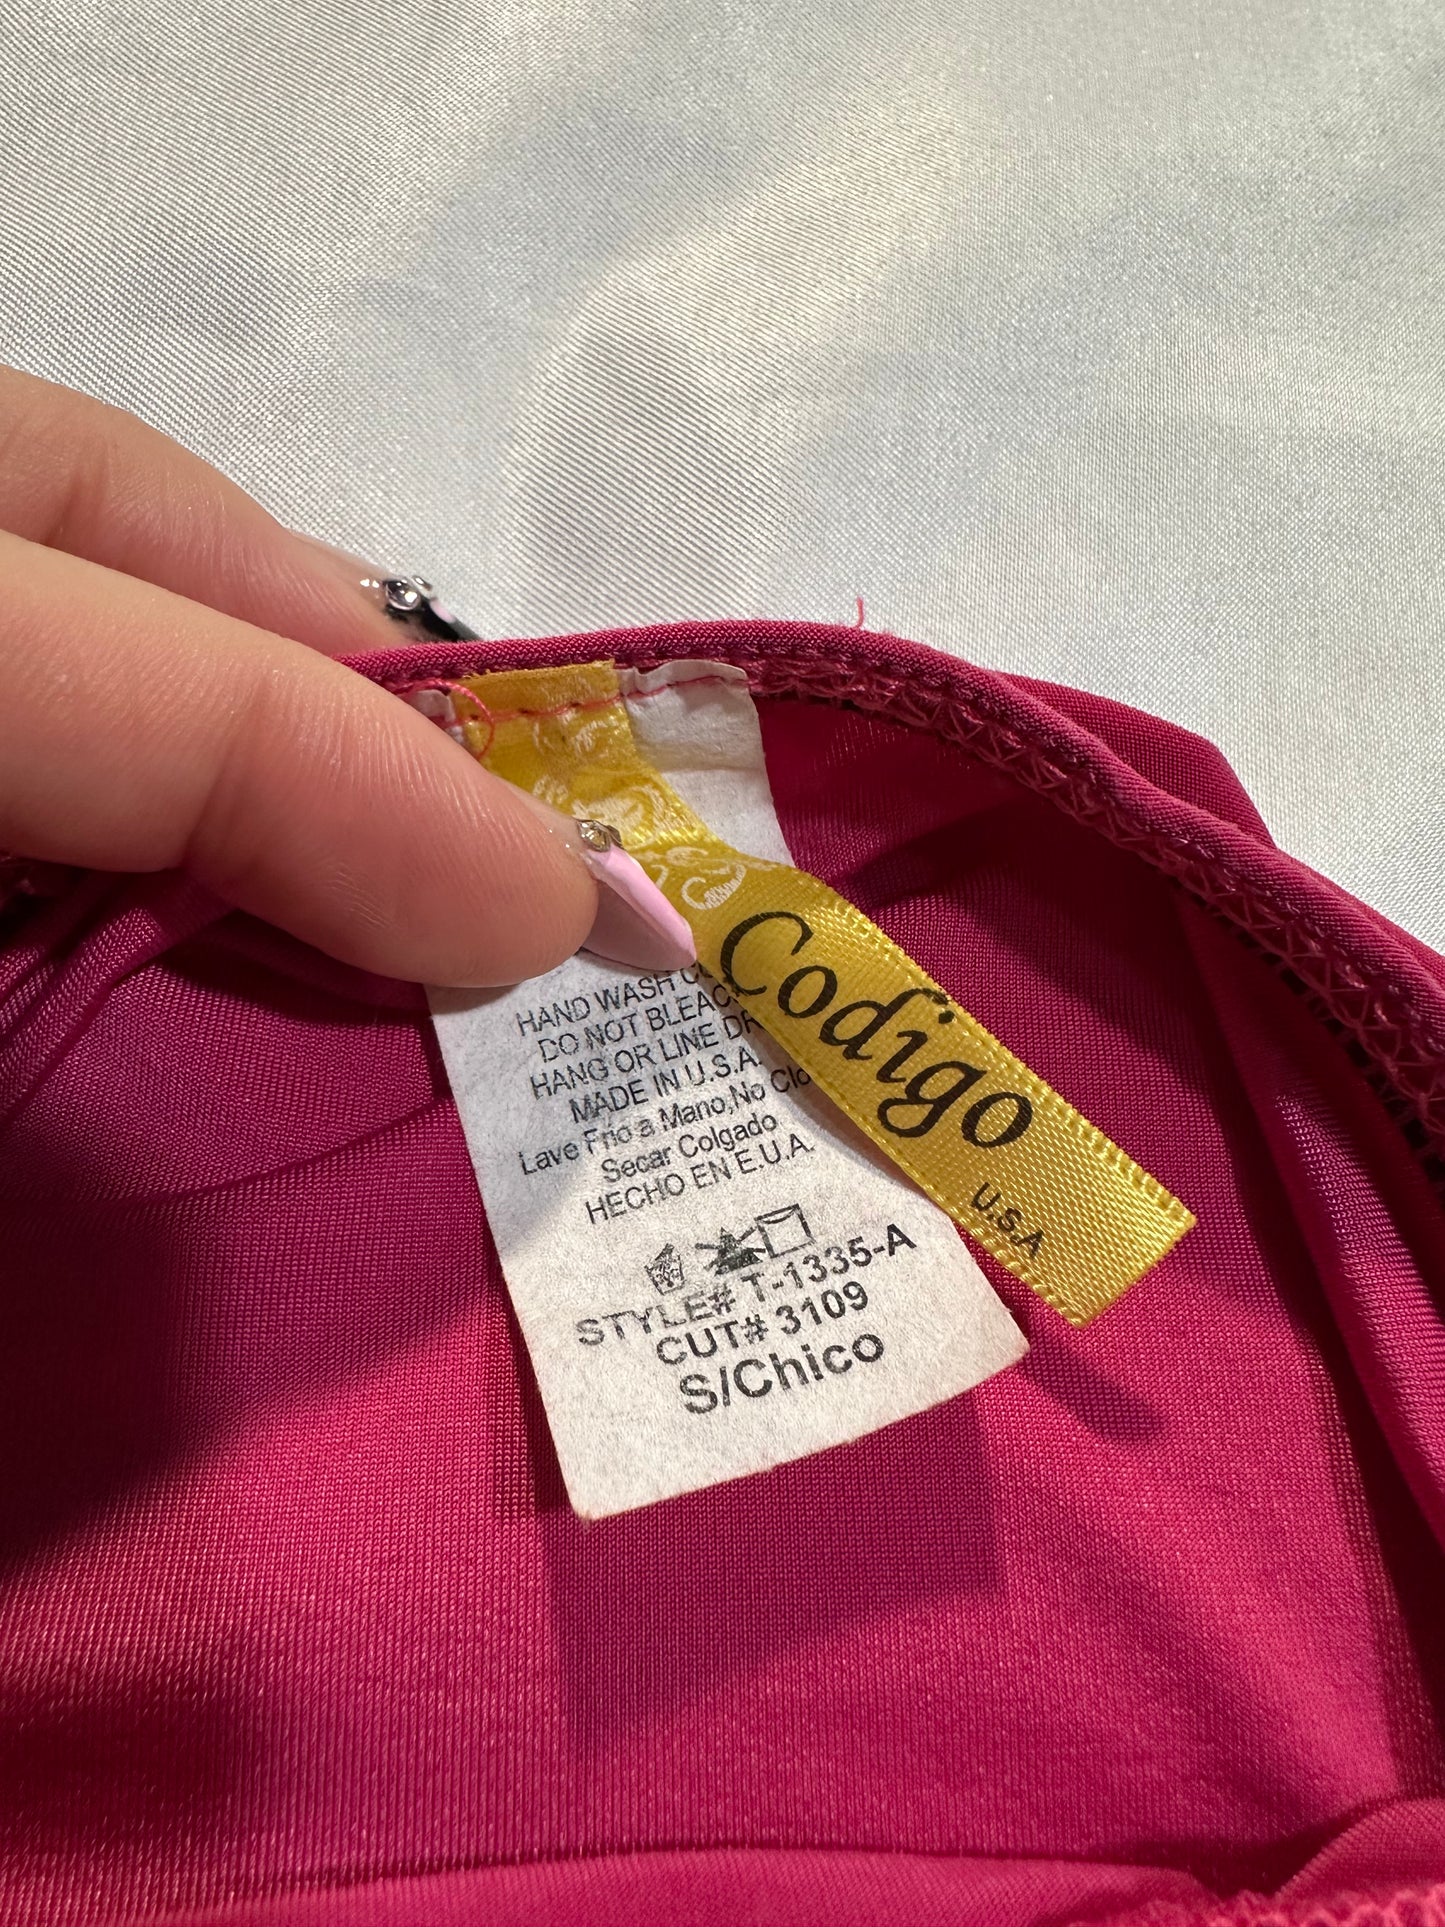 Codigo
U.S.A
HAND WASH
DO NOT BLEAC
HANG OR LINE DR
MADE IN U.S.A.
Lave Frio a Mano,No Clo
Secar Colgado
HECHO EN E.U.A.
STYLE# T-1335-A
CUT# 3109
S/Chico